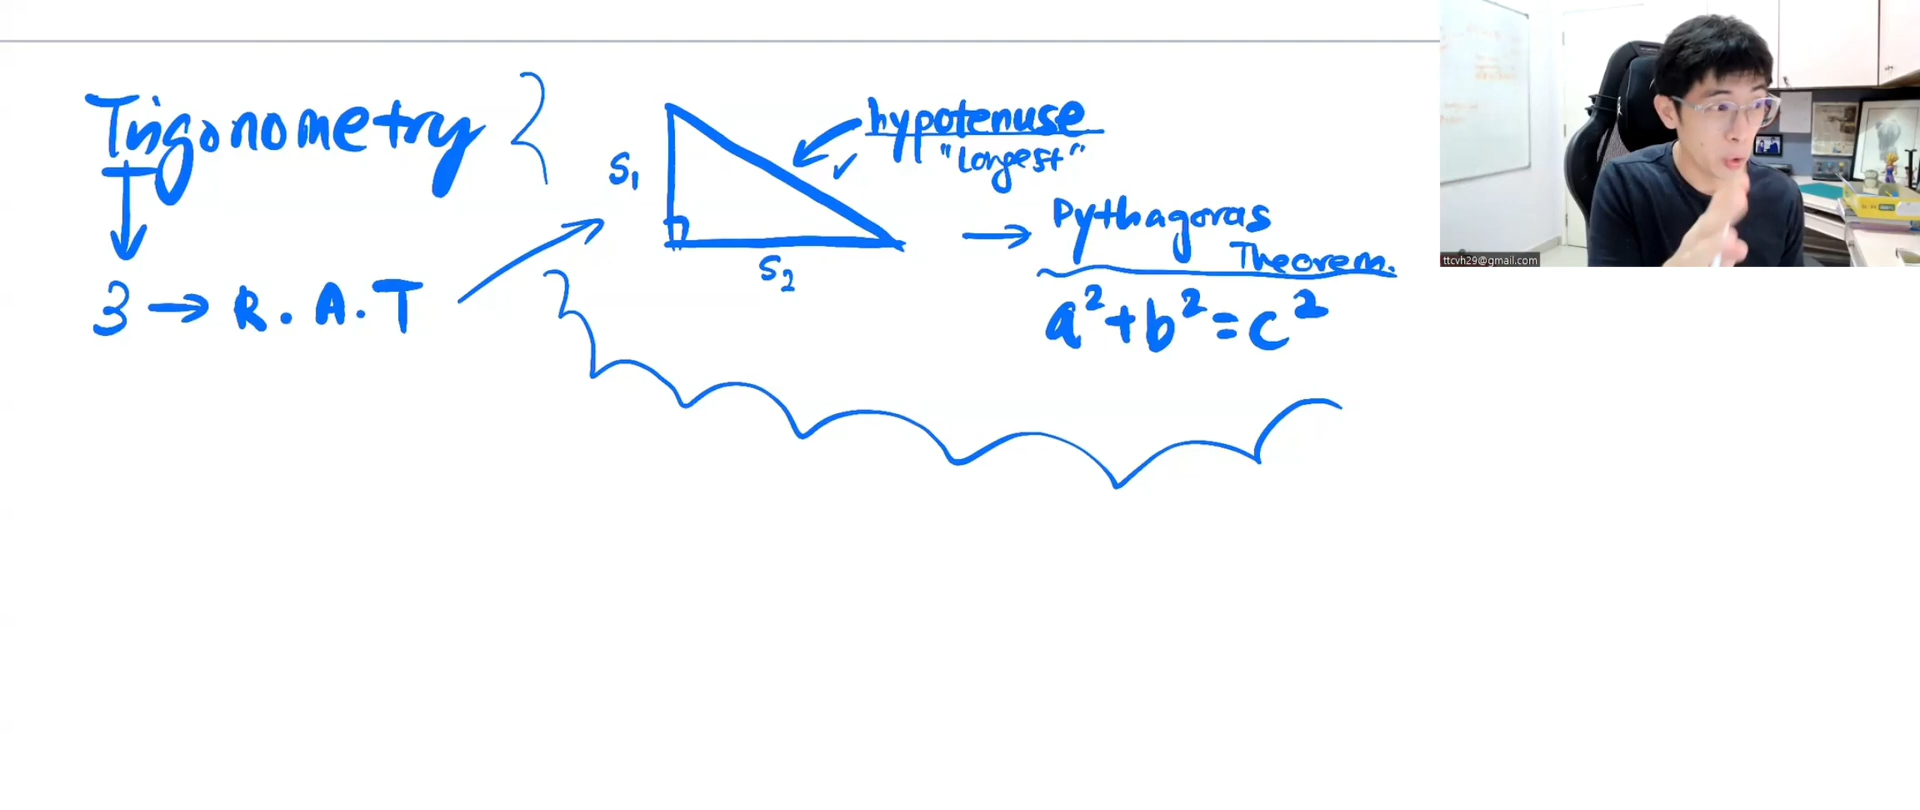 Trigonometry
3 → R.A.T
S₁
S₂
hypotenuse
"Longest"
Pythagoras
Theorem.
a²+b²=c²
ttcvh29@gmail.com